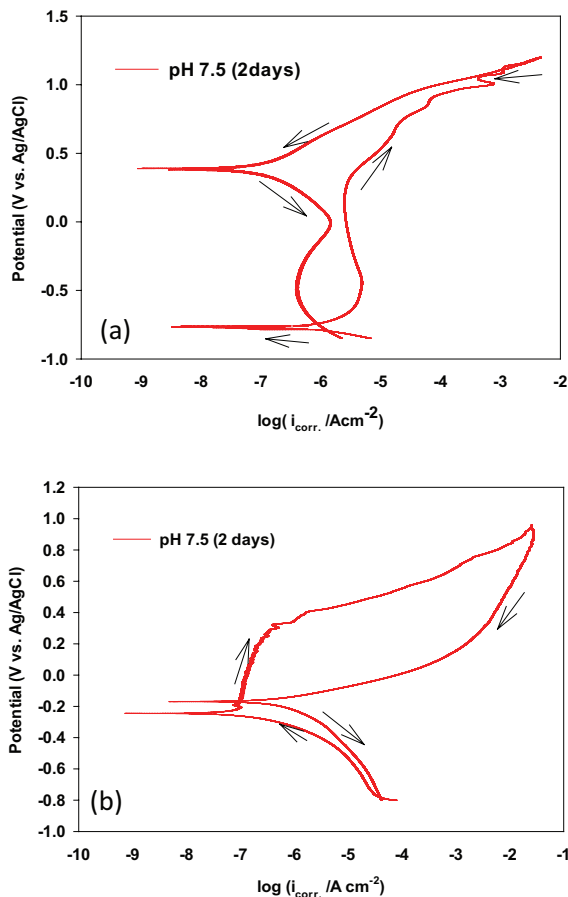 1.5
1.0
0.5
0.0
-0.5
-1.0
Potential (V vs. Ag/AgCl)
pH 7.5 (2days)
(a)
-10 -9 -8 -7 -6 -5 -4 -3 -2
log( i_corr. /Acm^-2)
1.2
1.0
0.8
0.6
0.4
0.2
0.0
-0.2
-0.4
-0.6
-0.8
-1.0
Potential (V vs. Ag/AgCl)
pH 7.5 (2 days)
(b)
-10 -9 -8 -7 -6 -5 -4 -3 -2 -1
log (i_corr. /A cm^-2)